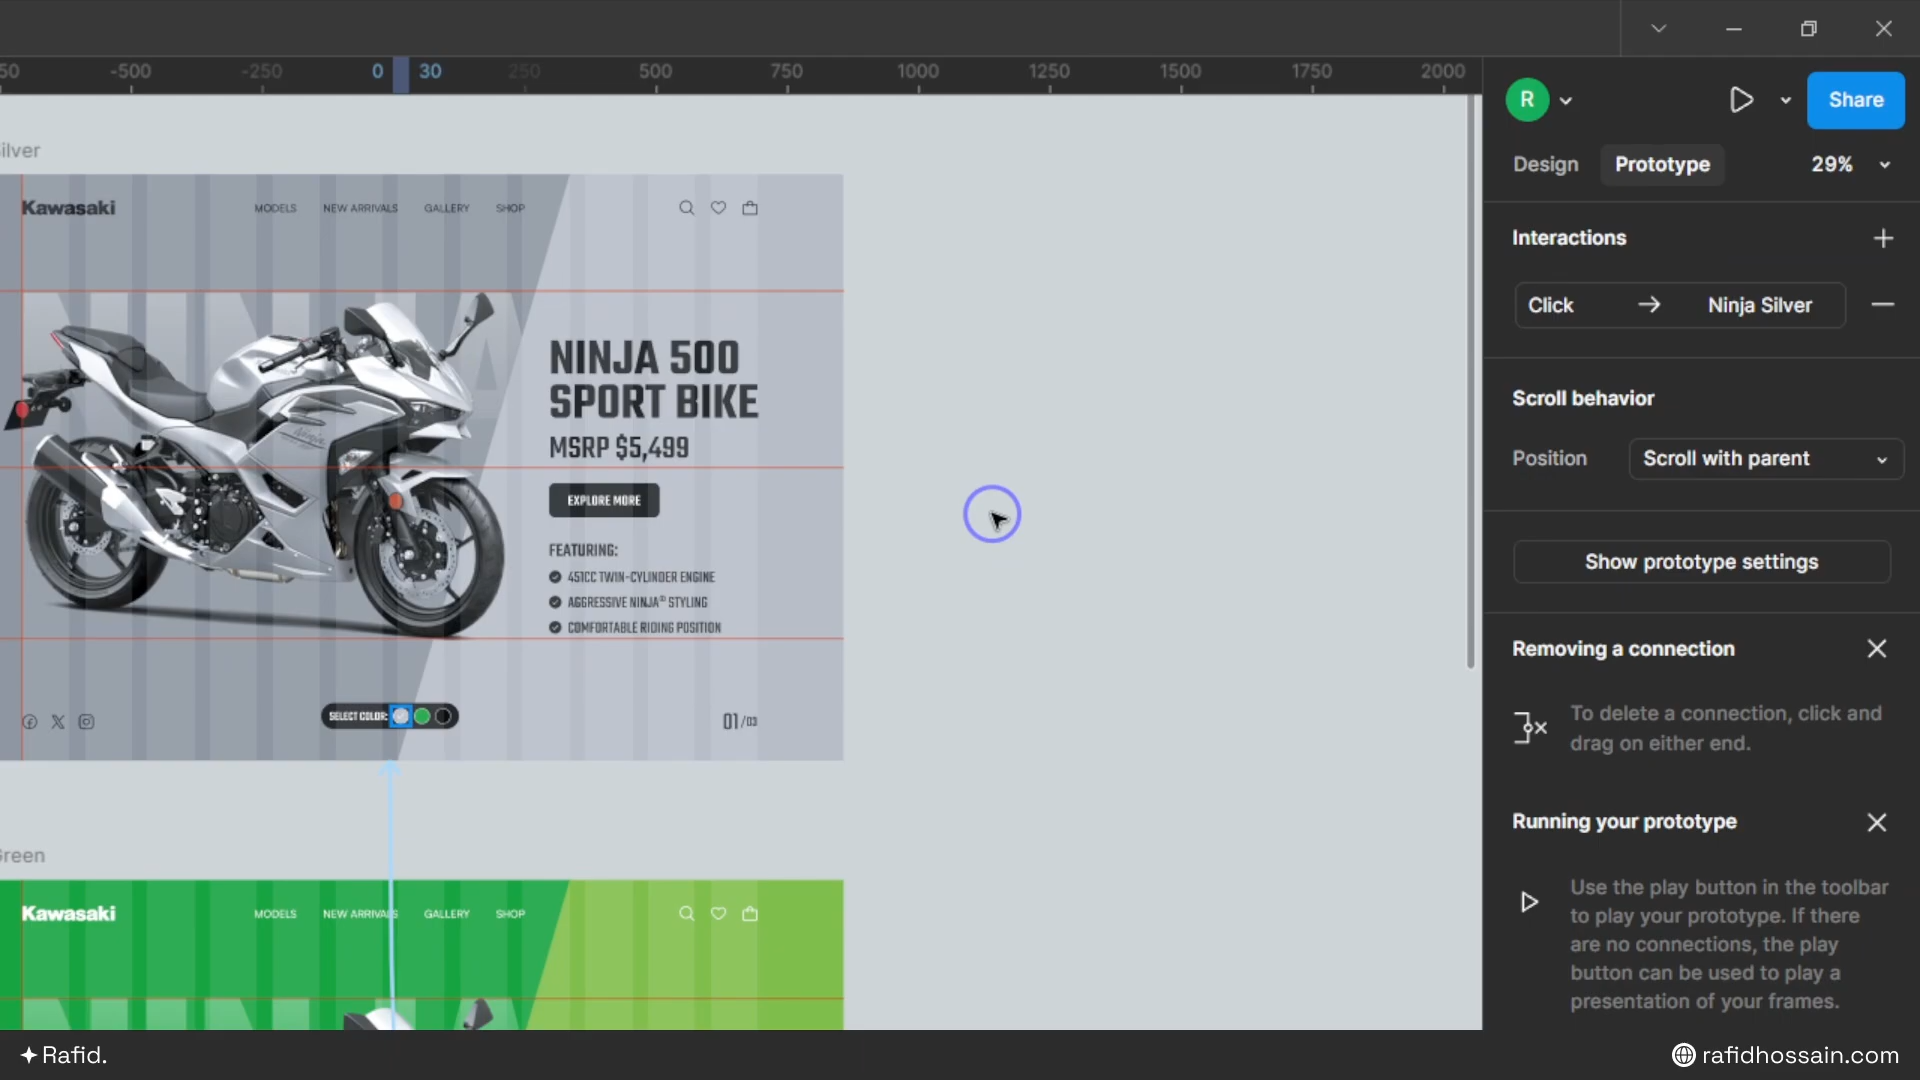 -500
-250
0
30
250
500
750
1000
1250
1500
1750
2000
R
Share
Design
Prototype
29%
Interactions
Click
Ninja Silver
Scroll behavior
Position
Scroll with parent
Show prototype settings
Removing a connection
To delete a connection, click and
drag on either end.
Running your prototype
Use the play button in the toolbar
to play your prototype. If there
are no connections, the play
button can be used to play a
presentation of your frames.
Kawasaki
MODELS
NEW ARRIVALS
GALLERY
SHOP
NINJA 500
SPORT BIKE
MSRP $5,499
EXPLORE MORE
FEATURING:
451CC TWIN-CYLINDER ENGINE
AGGRESSIVE NINJA® STYLING
COMFORTABLE RIDING POSITION
SELECT COLOR:
01/03
Kawasaki
MODELS
NEW ARRIVALS
GALLERY
SHOP
Rafid.
rafidhossain.com